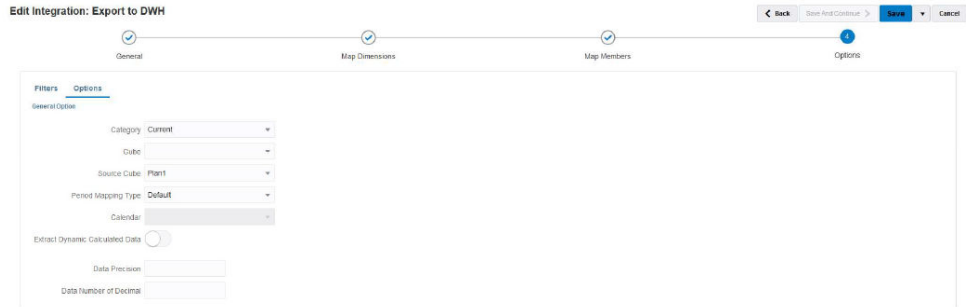 Edit Integration: Export to DWH
Back
Save And Continue
Save
Cancel
4
General
Map Dimensions
Map Members
Options
Filters Options
General Option
Category Current
Cube
Source Cube Plan1
Period Mapping Type Default
Calendar
Extract Dynamic Calculated Data
Data Precision
Data Number of Decimal